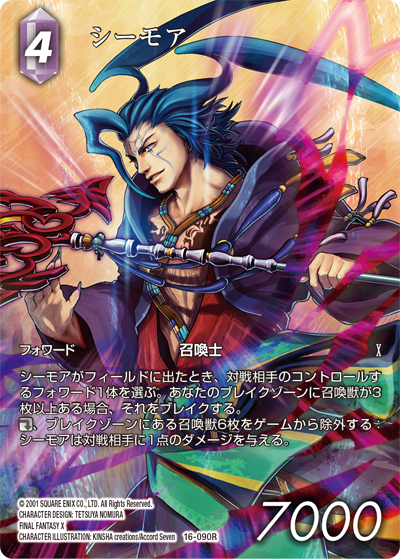 4
シーモア
フォワード 召喚士 X
シーモアがフィールドに出たとき、対戦相手のコントロールす
るフォワード1体を選ぶ。あなたのブレイクゾーンに召喚獣が3
枚以上ある場合、それをブレイクする。
、ブレイクゾーンにある召喚獣6枚をゲームから除外する:
シーモアは対戦相手に1点のダメージを与える。
© 2001 SQUARE ENIX CO., LTD. All Rights Reserved.
CHARACTER DESIGN: TETSUYA NOMURA
FINAL FANTASY X
CHARACTER ILLUSTRATION: KINSHA creations/Accord Seven 16-090R
7000